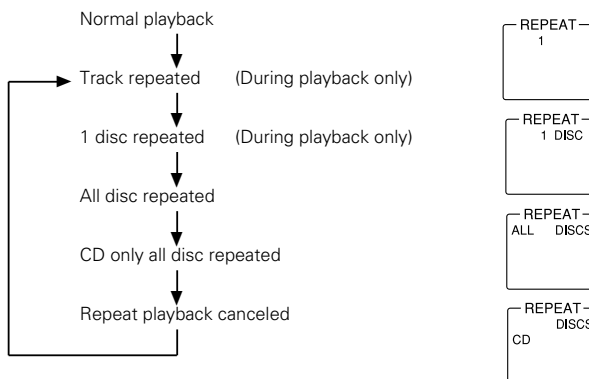 Normal playback
Track repeated (During playback only)
1 disc repeated (During playback only)
All disc repeated
CD only all disc repeated
Repeat playback canceled
REPEAT
1
REPEAT
1 DISC
REPEAT
ALL DISCS
REPEAT
DISCS
CD